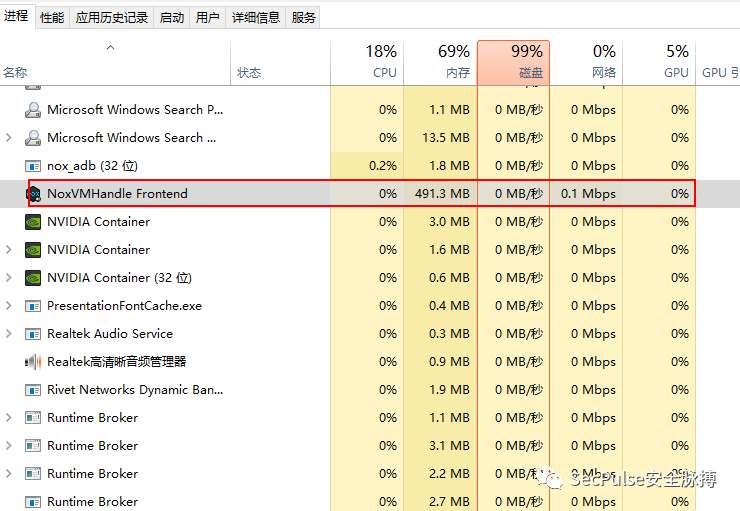 进程 性能 应用历史记录 启动 用户 详细信息 服务
18% 69% 99% 0% 5%
名称 状态 CPU 内存 磁盘 网络 GPU GPU 引
Microsoft Windows Search P... 0% 1.1 MB 0 MB/秒 0 Mbps 0%
Microsoft Windows Search ... 0% 13.5 MB 0 MB/秒 0 Mbps 0%
nox_adb (32 位) 0.2% 1.8 MB 0 MB/秒 0 Mbps 0%
NoxVMHandle Frontend 0% 491.3 MB 0 MB/秒 0.1 Mbps 0%
NVIDIA Container 0% 3.0 MB 0 MB/秒 0 Mbps 0%
NVIDIA Container 0% 1.6 MB 0 MB/秒 0 Mbps 0%
NVIDIA Container (32 位) 0% 0.6 MB 0 MB/秒 0 Mbps 0%
PresentationFontCache.exe 0% 0.4 MB 0 MB/秒 0 Mbps 0%
Realtek Audio Service 0% 0.3 MB 0 MB/秒 0 Mbps 0%
Realtek高清晰音频管理器 0% 0.9 MB 0 MB/秒 0 Mbps 0%
Rivet Networks Dynamic Ban... 0% 1.9 MB 0 MB/秒 0 Mbps 0%
Runtime Broker 0% 1.1 MB 0 MB/秒 0 Mbps 0%
Runtime Broker 0% 3.1 MB 0 MB/秒 0 Mbps 0%
Runtime Broker 0% 2.2 MB 0 MB/秒 0 Mbps 0%
SecPulse安全脉搏
Runtime Broker 0% 2.7 MB 0 MB/秒 0 Mbps 0%